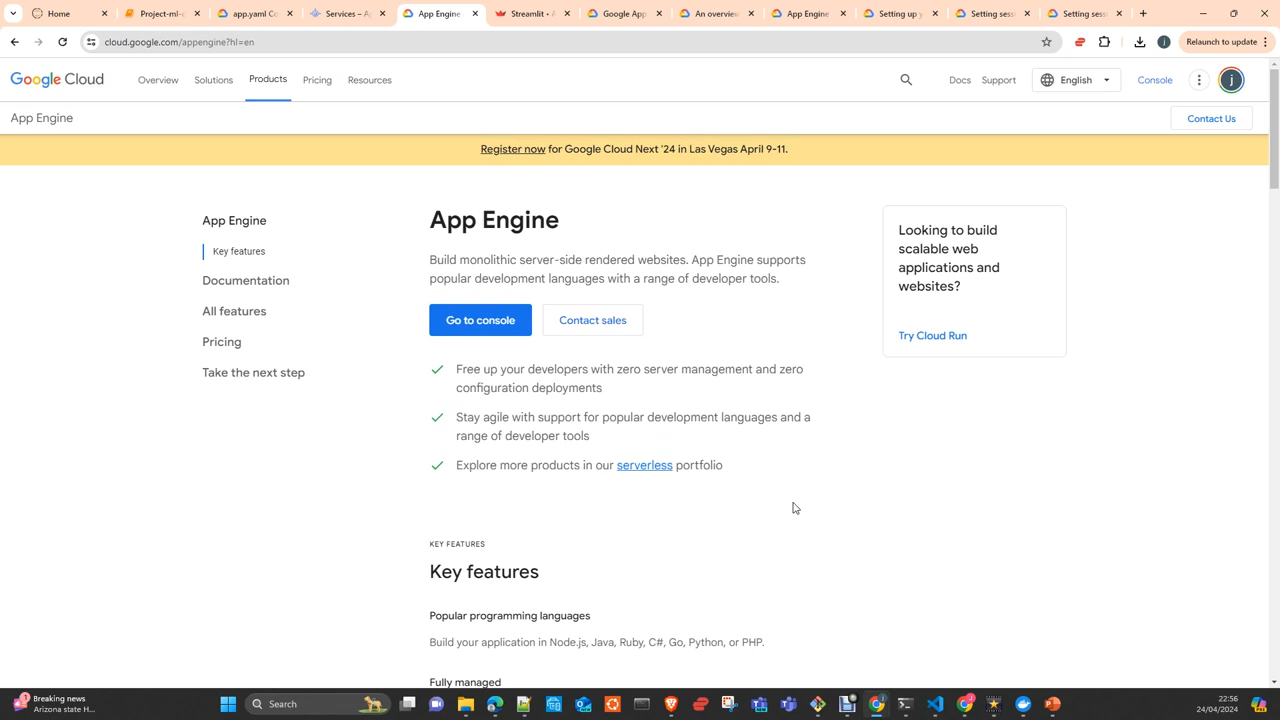 Home
Project-ml-d
app.yaml Co
Services – Ap
App Engine
Streamlit • A
Google App
An overview
App Engine
Setting up y
Setting sess
Setting sess
cloud.google.com/appengine?hl=en
j
Relaunch to update
Google Cloud
Overview
Solutions
Products
Pricing
Resources
Docs
Support
English
Console
j
App Engine
Contact Us
Register now for Google Cloud Next '24 in Las Vegas April 9-11.
App Engine
Key features
Documentation
All features
Pricing
Take the next step
App Engine
Build monolithic server-side rendered websites. App Engine supports
popular development languages with a range of developer tools.
Go to console
Contact sales
Free up your developers with zero server management and zero
configuration deployments
Stay agile with support for popular development languages and a
range of developer tools
Explore more products in our serverless portfolio
Looking to build
scalable web
applications and
websites?
Try Cloud Run
KEY FEATURES
Key features
Popular programming languages
Build your application in Node.js, Java, Ruby, C#, Go, Python, or PHP.
Fully managed
1
Breaking news
Arizona state H...
Search
22:56
24/04/2024